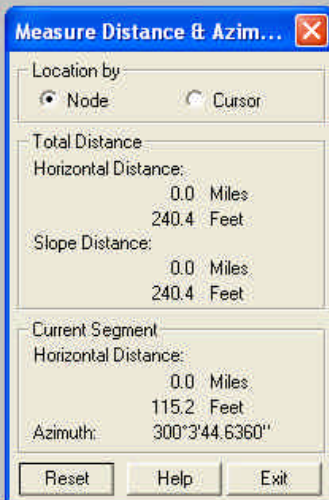 Measure Distance & Azim...
Location by
Node Cursor
Total Distance
Horizontal Distance:
0.0 Miles
240.4 Feet
Slope Distance:
0.0 Miles
240.4 Feet
Current Segment
Horizontal Distance:
0.0 Miles
115.2 Feet
Azimuth: 300°3'44.6360"
Reset Help Exit